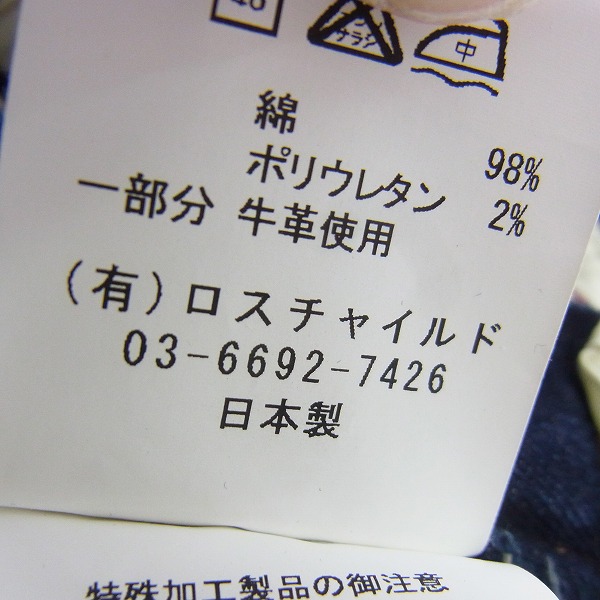 40
中
綿 98%
ポリウレタン 2%
一部分 牛革使用
(有)ロスチャイルド
03-6692-7426
日本製
特殊加工製品の御注意